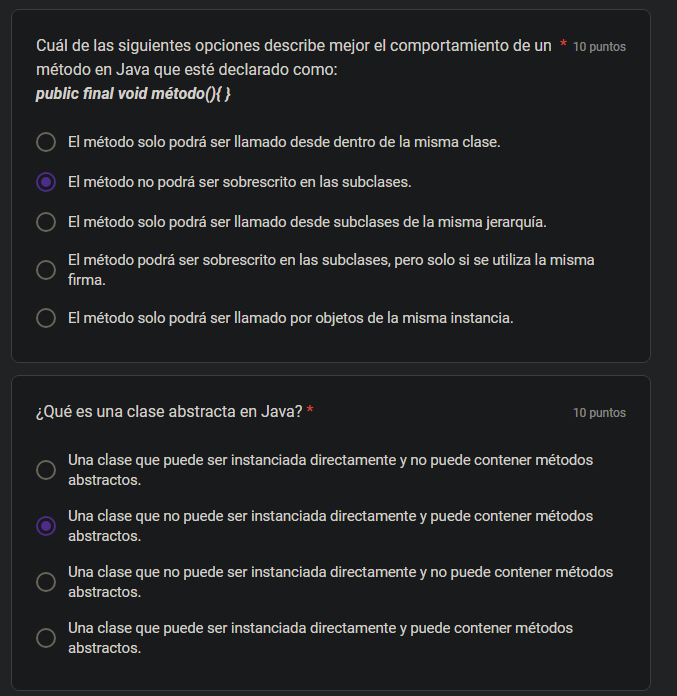 Cuál de las siguientes opciones describe mejor el comportamiento de un * 10 puntos
método en Java que esté declarado como:
public final void método(){ }
El método solo podrá ser llamado desde dentro de la misma clase.
El método no podrá ser sobrescrito en las subclases.
El método solo podrá ser llamado desde subclases de la misma jerarquía.
El método podrá ser sobrescrito en las subclases, pero solo si se utiliza la misma
firma.
El método solo podrá ser llamado por objetos de la misma instancia.
¿Qué es una clase abstracta en Java? * 10 puntos
Una clase que puede ser instanciada directamente y no puede contener métodos
abstractos.
Una clase que no puede ser instanciada directamente y puede contener métodos
abstractos.
Una clase que no puede ser instanciada directamente y no puede contener métodos
abstractos.
Una clase que puede ser instanciada directamente y puede contener métodos
abstractos.